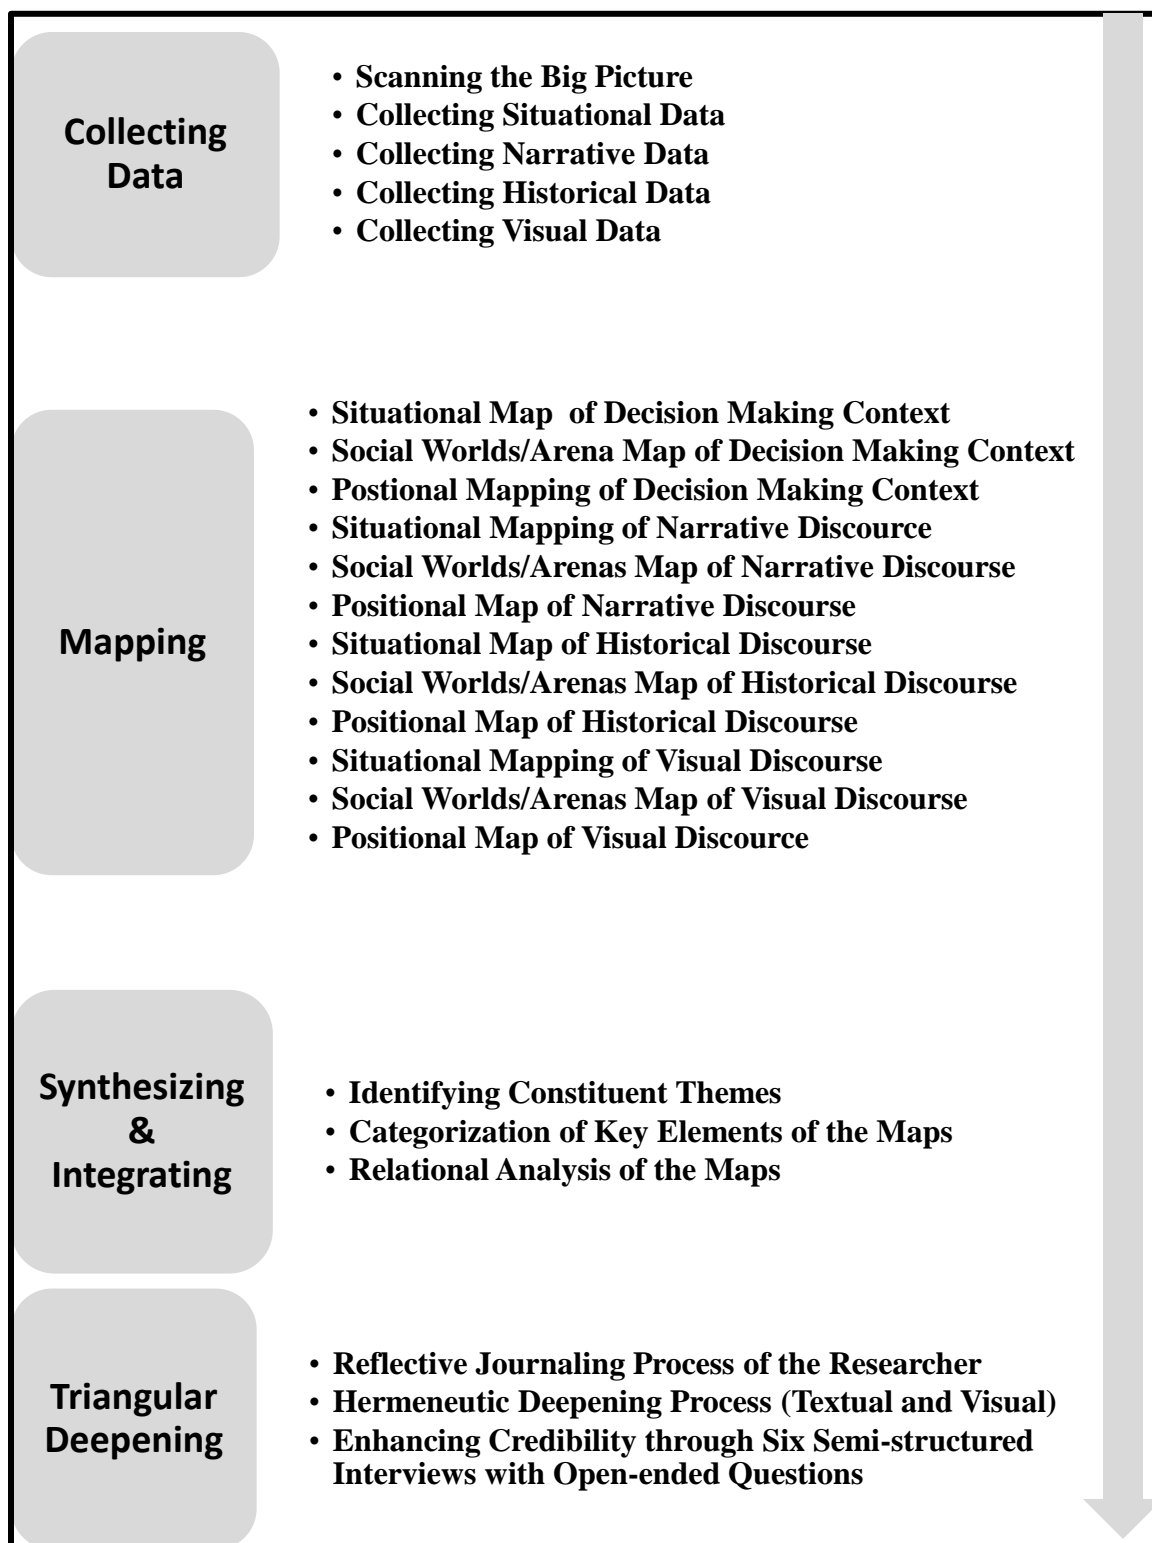 Collecting
Data
• Scanning the Big Picture
• Collecting Situational Data
• Collecting Narrative Data
• Collecting Historical Data
• Collecting Visual Data
Mapping
• Situational Map of Decision Making Context
• Social Worlds/Arena Map of Decision Making Context
• Postional Mapping of Decision Making Context
• Situational Mapping of Narrative Discource
• Social Worlds/Arenas Map of Narrative Discourse
• Positional Map of Narrative Discourse
• Situational Map of Historical Discourse
• Social Worlds/Arenas Map of Historical Discourse
• Positional Map of Historical Discourse
• Situational Mapping of Visual Discourse
• Social Worlds/Arenas Map of Visual Discourse
• Positional Map of Visual Discource
Synthesizing
&
Integrating
• Identifying Constituent Themes
• Categorization of Key Elements of the Maps
• Relational Analysis of the Maps
Triangular
Deepening
• Reflective Journaling Process of the Researcher
• Hermeneutic Deepening Process (Textual and Visual)
• Enhancing Credibility through Six Semi-structured
Interviews with Open-ended Questions